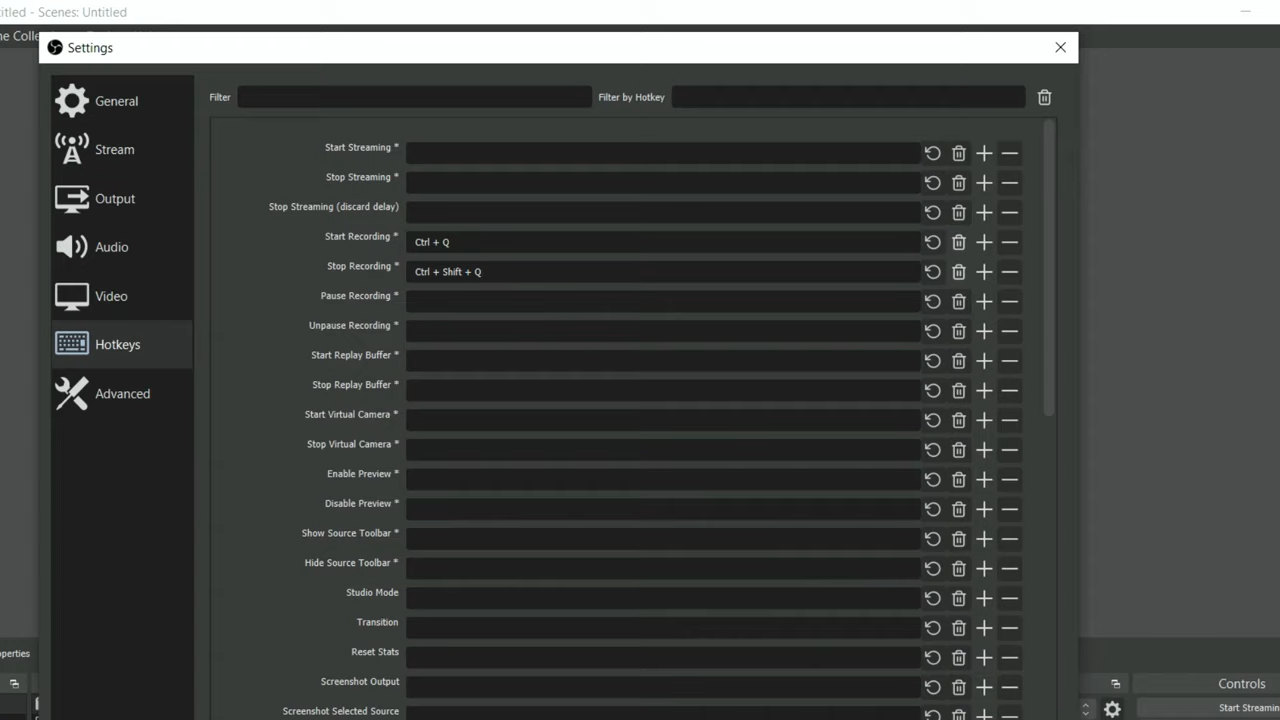 titled - Scenes: Untitled
ne Colle
Settings
General
Stream
Output
Audio
Video
Hotkeys
Advanced
Filter
Filter by Hotkey
Start Streaming *
Stop Streaming *
Stop Streaming (discard delay)
Start Recording * Ctrl + Q
Stop Recording * Ctrl + Shift + Q
Pause Recording *
Unpause Recording *
Start Replay Buffer *
Stop Replay Buffer *
Start Virtual Camera *
Stop Virtual Camera *
Enable Preview *
Disable Preview *
Show Source Toolbar *
Hide Source Toolbar *
Studio Mode
Transition
Reset Stats
Screenshot Output
Screenshot Selected Source
operties
Controls
Start Streamin